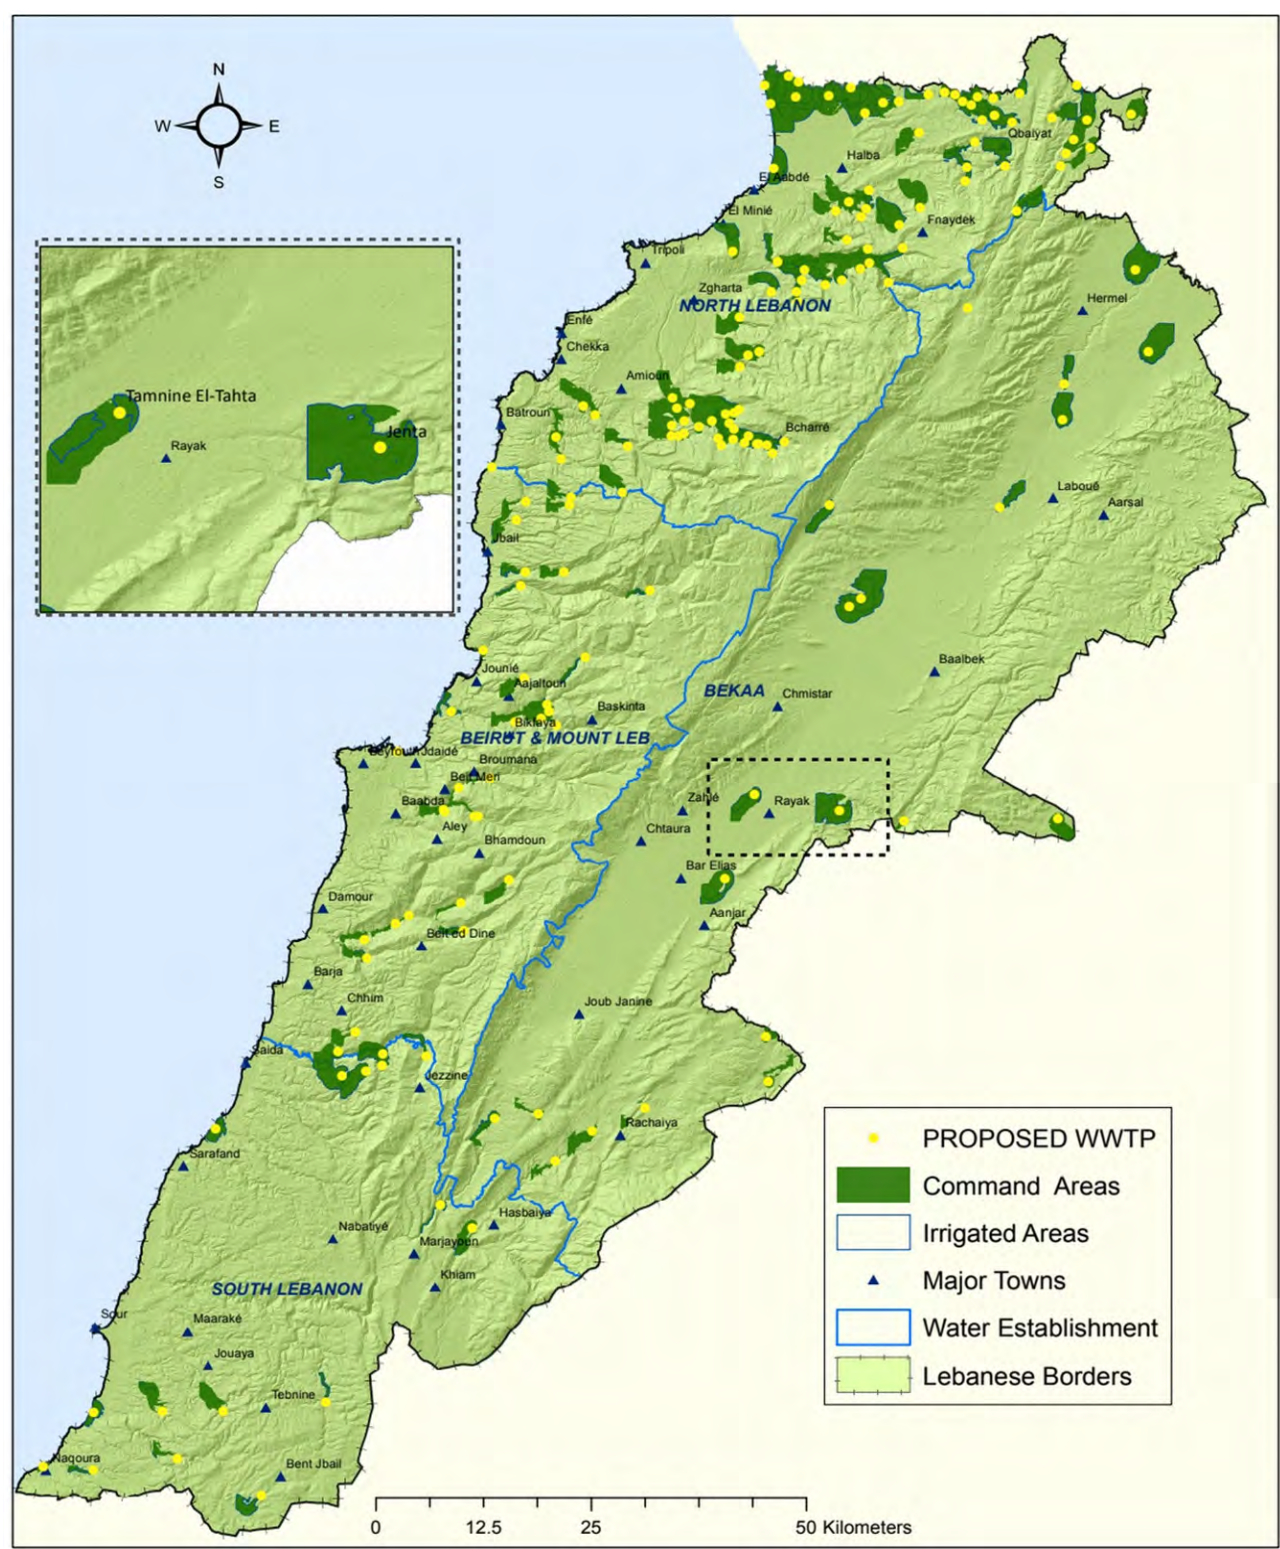 N
W E
S
Qbaiyat
Halba
El Aabdé
El Minié
Fnaydek
Tripoli
Zgharta
NORTH LEBANON
Hermel
Enfé
Chekka
Amioun
Batroun
Bcharré
Tamnine El-Tahta
Jenta
Rayak
Laboué
Aarsal
Jbail
Baalbek
Jounié
Aajaltoun
BEKAA
Chmistar
Baskinta
Bikfaya
BEIRUT & MOUNT LEB
Beyrouth
Jdaidé
Broumana
Beit Meri
Baabda
Zahlé
Rayak
Aley
Chtaura
Bhamdoun
Bar Elias
Damour
Aanjar
Beit ed Dine
Barja
Chhim
Joub Janine
Saida
Jezzine
Rachaiya
Sarafand
Hasbaiya
Nabatiyé
Marjayoun
Khiam
SOUTH LEBANON
Sour
Maaraké
Jouaya
Tebnine
Naqoura
Bent Jbail
PROPOSED WWTP
Command Areas
Irrigated Areas
Major Towns
Water Establishment
Lebanese Borders
0 12.5 25 50 Kilometers